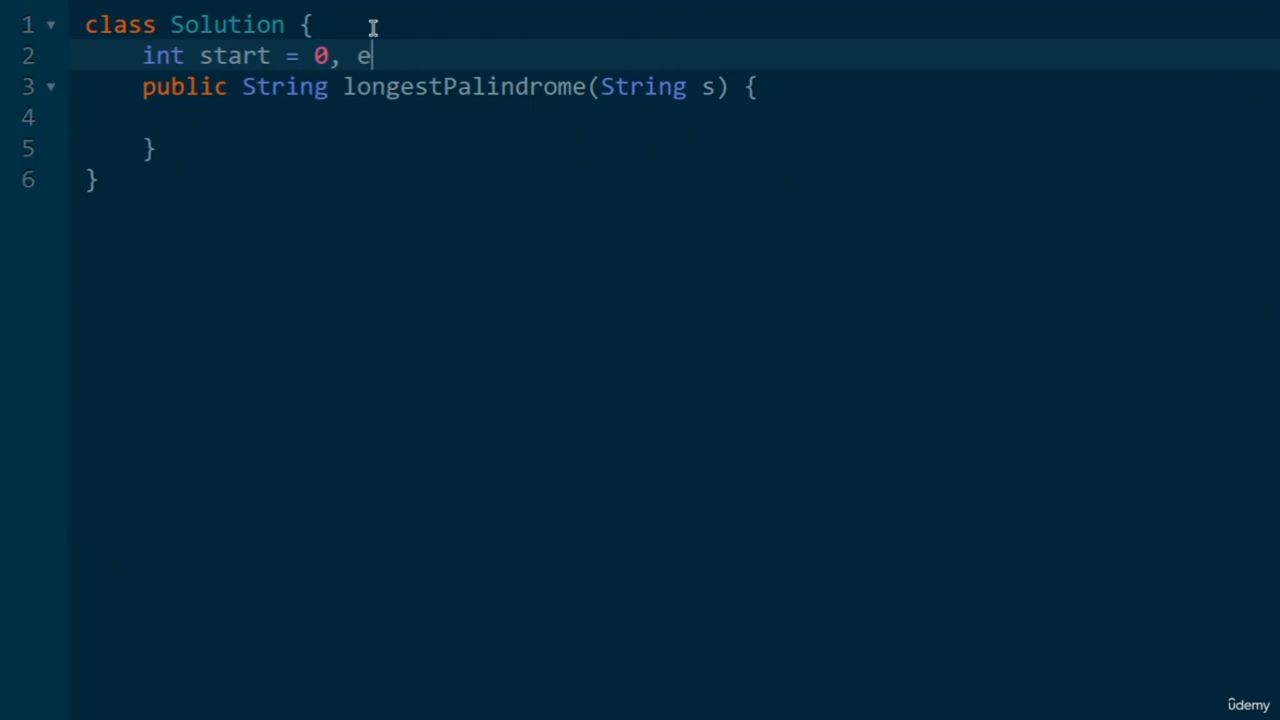 1 class Solution {
2 int start = 0, e
3 public String longestPalindrome(String s) {
4
5 }
6 }
ûdemy